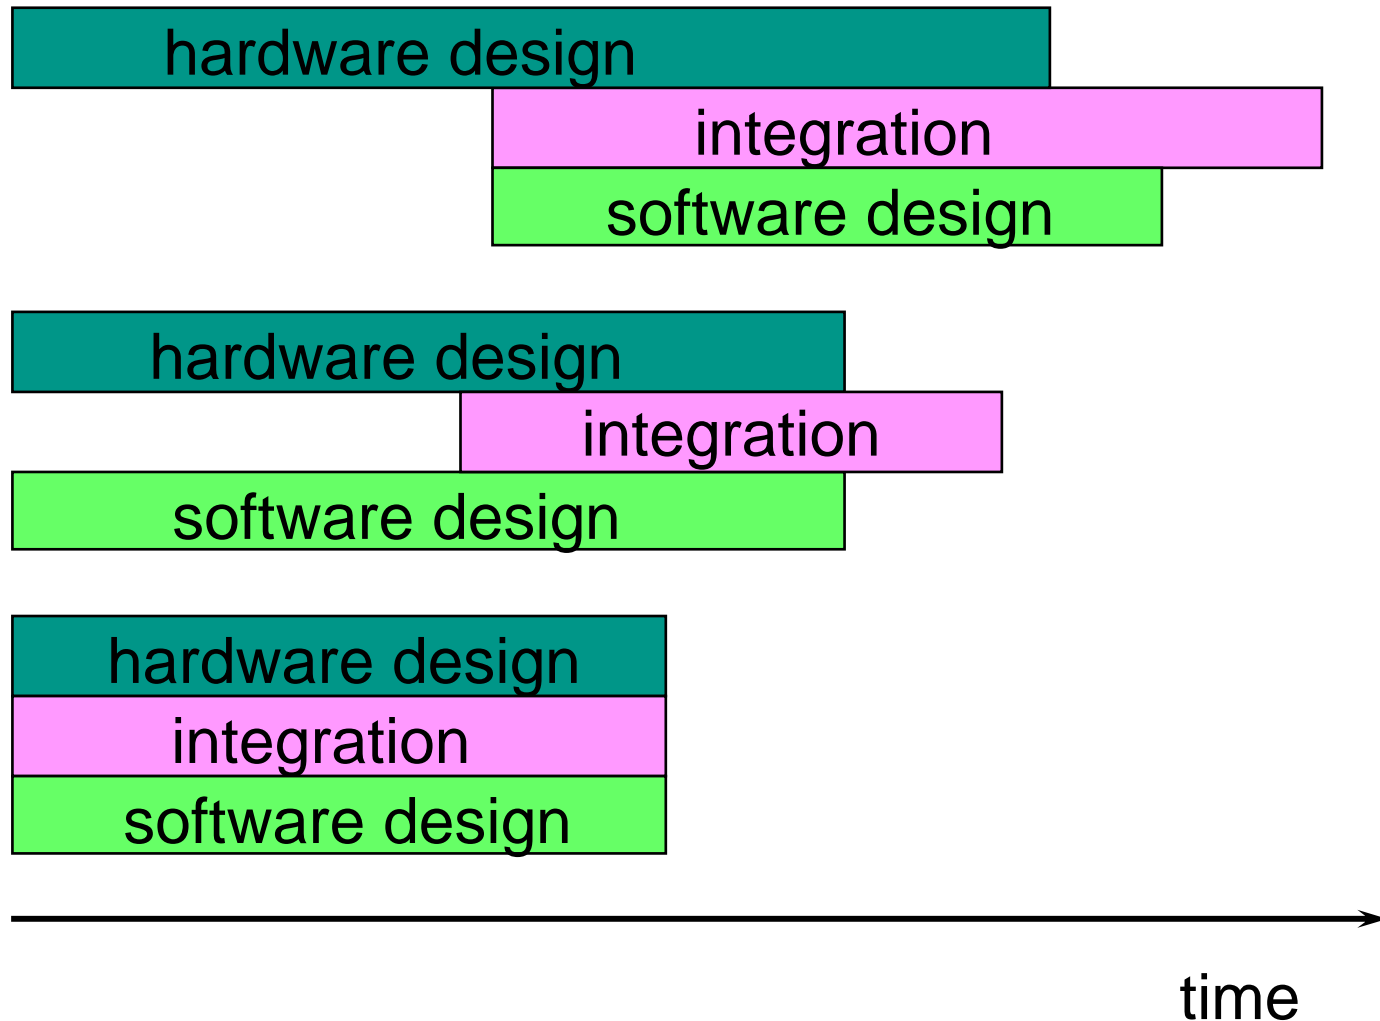 hardware design
integration
software design
hardware design
integration
software design
hardware design
integration
software design
time